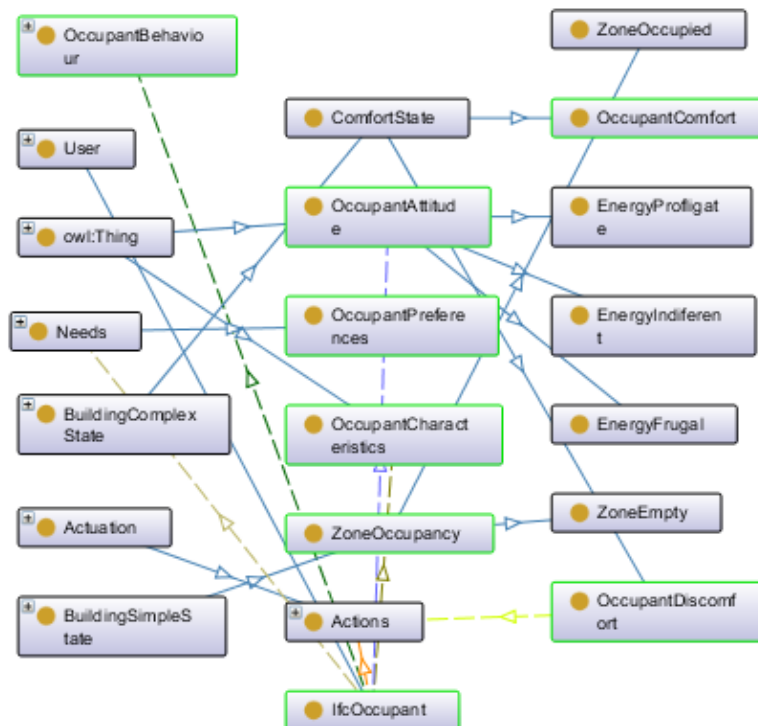 OccupantBehaviou
ur
User
owl:Thing
Needs
BuildingComplex
State
Actuation
BuildingSimpleS
tate
ComfortState
OccupantAttitud
e
OccupantPrefere
nces
OccupantCharact
eristics
ZoneOccupancy
Actions
IfcOccupant
ZoneOccupied
OccupantComfort
EnergyProfligat
e
EnergyIndiferen
t
EnergyFrugal
ZoneEmpty
OccupantDiscomf
ort